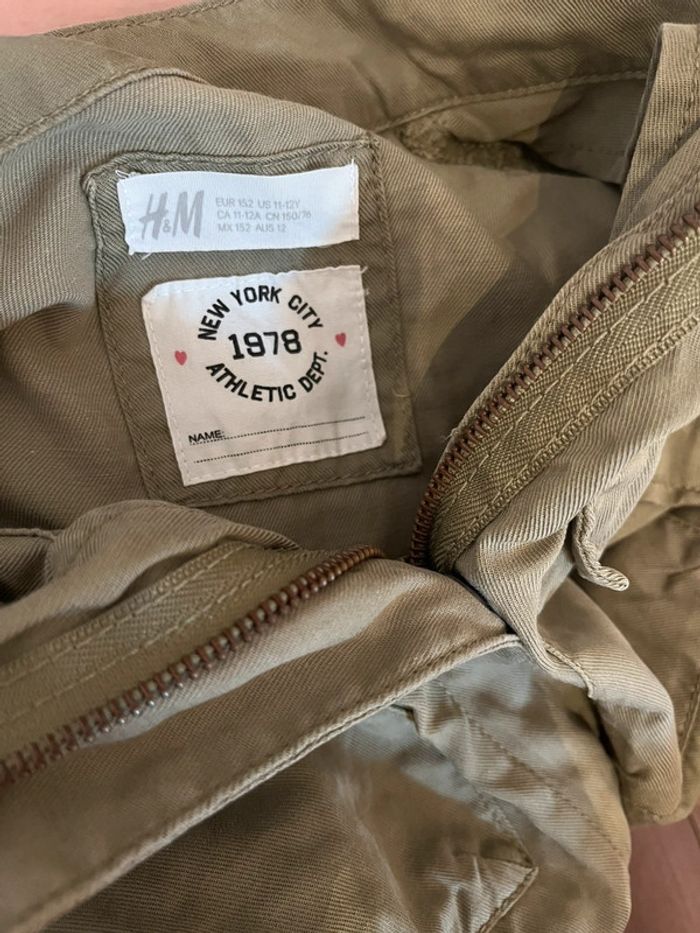 H&M
EUR 152 US 11-12Y
CA 11-12A CN 150/76
MX 152 AUS 12
NEW YORK CITY
1978
ATHLETIC DEPT.
NAME: